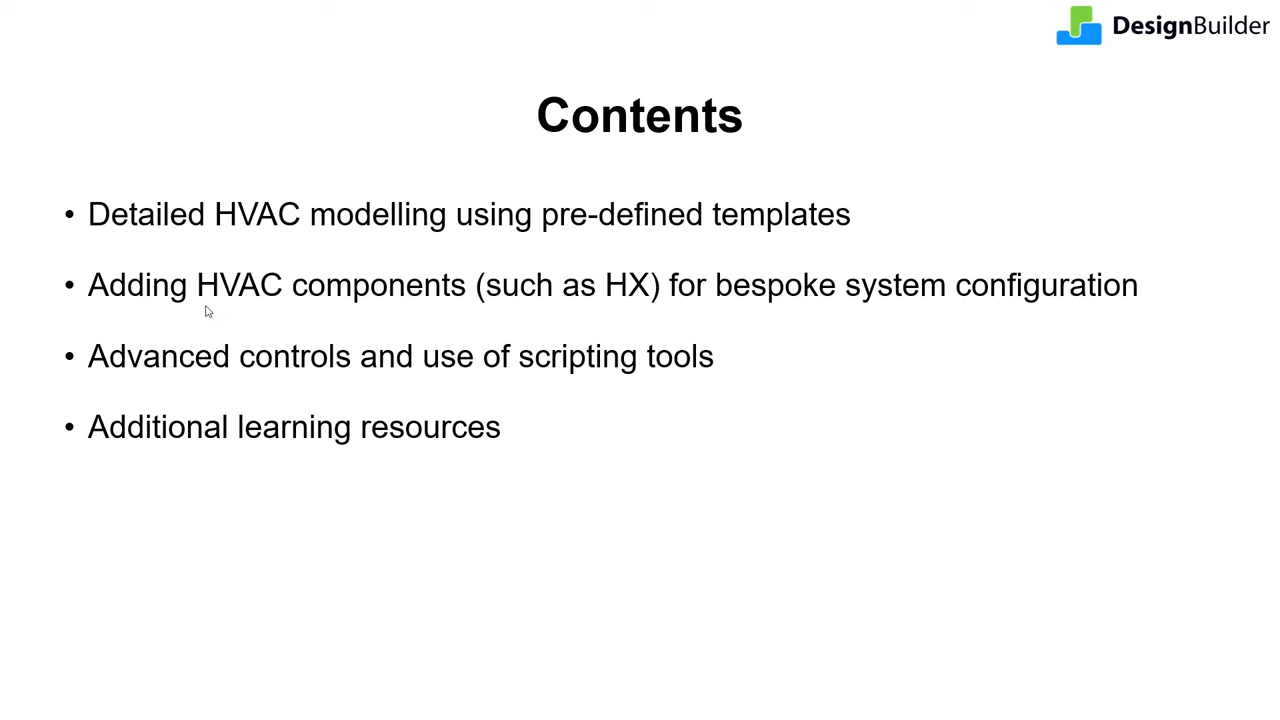 DesignBuilder
Contents
• Detailed HVAC modelling using pre-defined templates
• Adding HVAC components (such as HX) for bespoke system configuration
• Advanced controls and use of scripting tools
• Additional learning resources